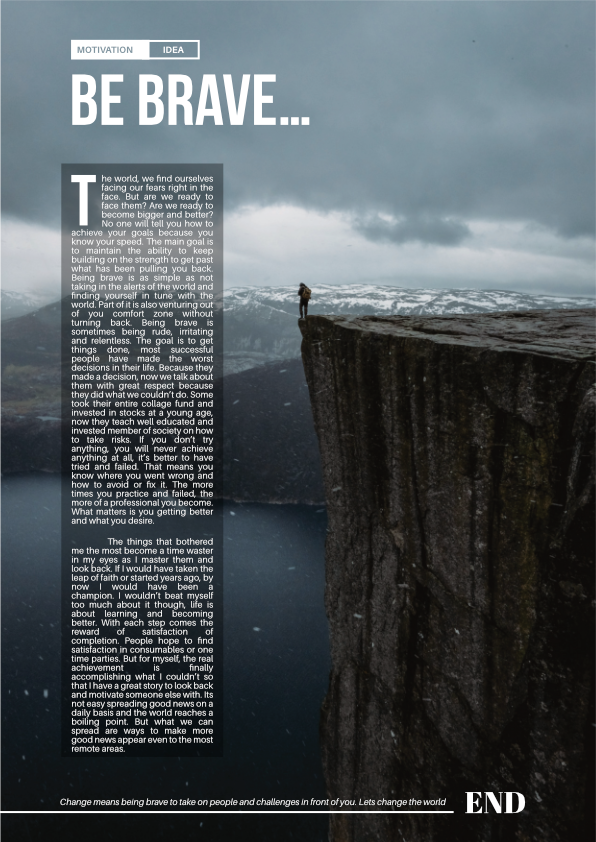 MOTIVATION IDEA
BE BRAVE...
The world, we find ourselves
facing our fears right in the
face. But are we ready to
face them? Are we ready to
become bigger and better?
No one will tell you how to
achieve your goals because you
know your speed. The main goal is
to maintain the ability to keep
building on the strength to get past
what has been pulling you back.
Being brave is as simple as not
taking in the alerts of the world and
finding yourself in tune with the
world. Part of it is also venturing out
of you comfort zone without
turning back. Being brave is
sometimes being rude, irritating
and relentless. The goal is to get
things done, most successful
people have made the worst
decisions in their life. Because they
made a decision, now we talk about
them with great respect because
they did what we couldn't do. Some
took their entire collage fund and
invested in stocks at a young age,
now they teach well educated and
invested member of society on how
to take risks. If you don't try
anything, you will never achieve
anything at all, it's better to have
tried and failed. That means you
know where you went wrong and
how to avoid or fix it. The more
times you practice and failed, the
more of a professional you become.
What matters is you getting better
and what you desire.
The things that bothered
me the most become a time waster
in my eyes as I master them and
look back. If I would have taken the
leap of faith or started years ago, by
now I would have been a
champion. I wouldn't beat myself
too much about it though, life is
about learning and becoming
better. With each step comes the
reward of satisfaction of
completion. People hope to find
satisfaction in consumables or one
time parties. But for myself, the real
achievement is finally
accomplishing what I couldn't so
that I have a great story to look back
and motivate someone else with. Its
not easy spreading good news on a
daily basis and the world reaches a
boiling point. But what we can
spread are ways to make more
good news appear even to the most
remote areas.
Change means being brave to take on people and challenges in front of you. Lets change the world
END